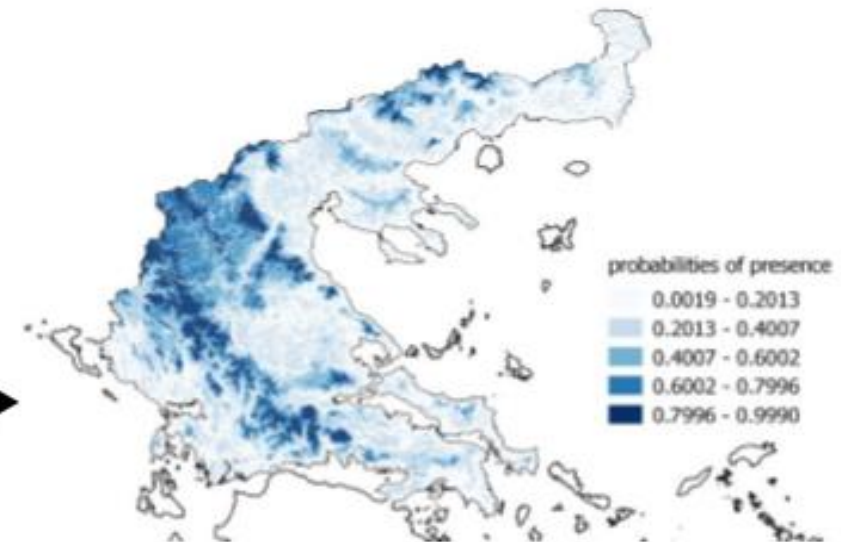 probabilities of presence
0.0019 - 0.2013
0.2013 - 0.4007
0.4007 - 0.6002
0.6002 - 0.7996
0.7996 - 0.9990